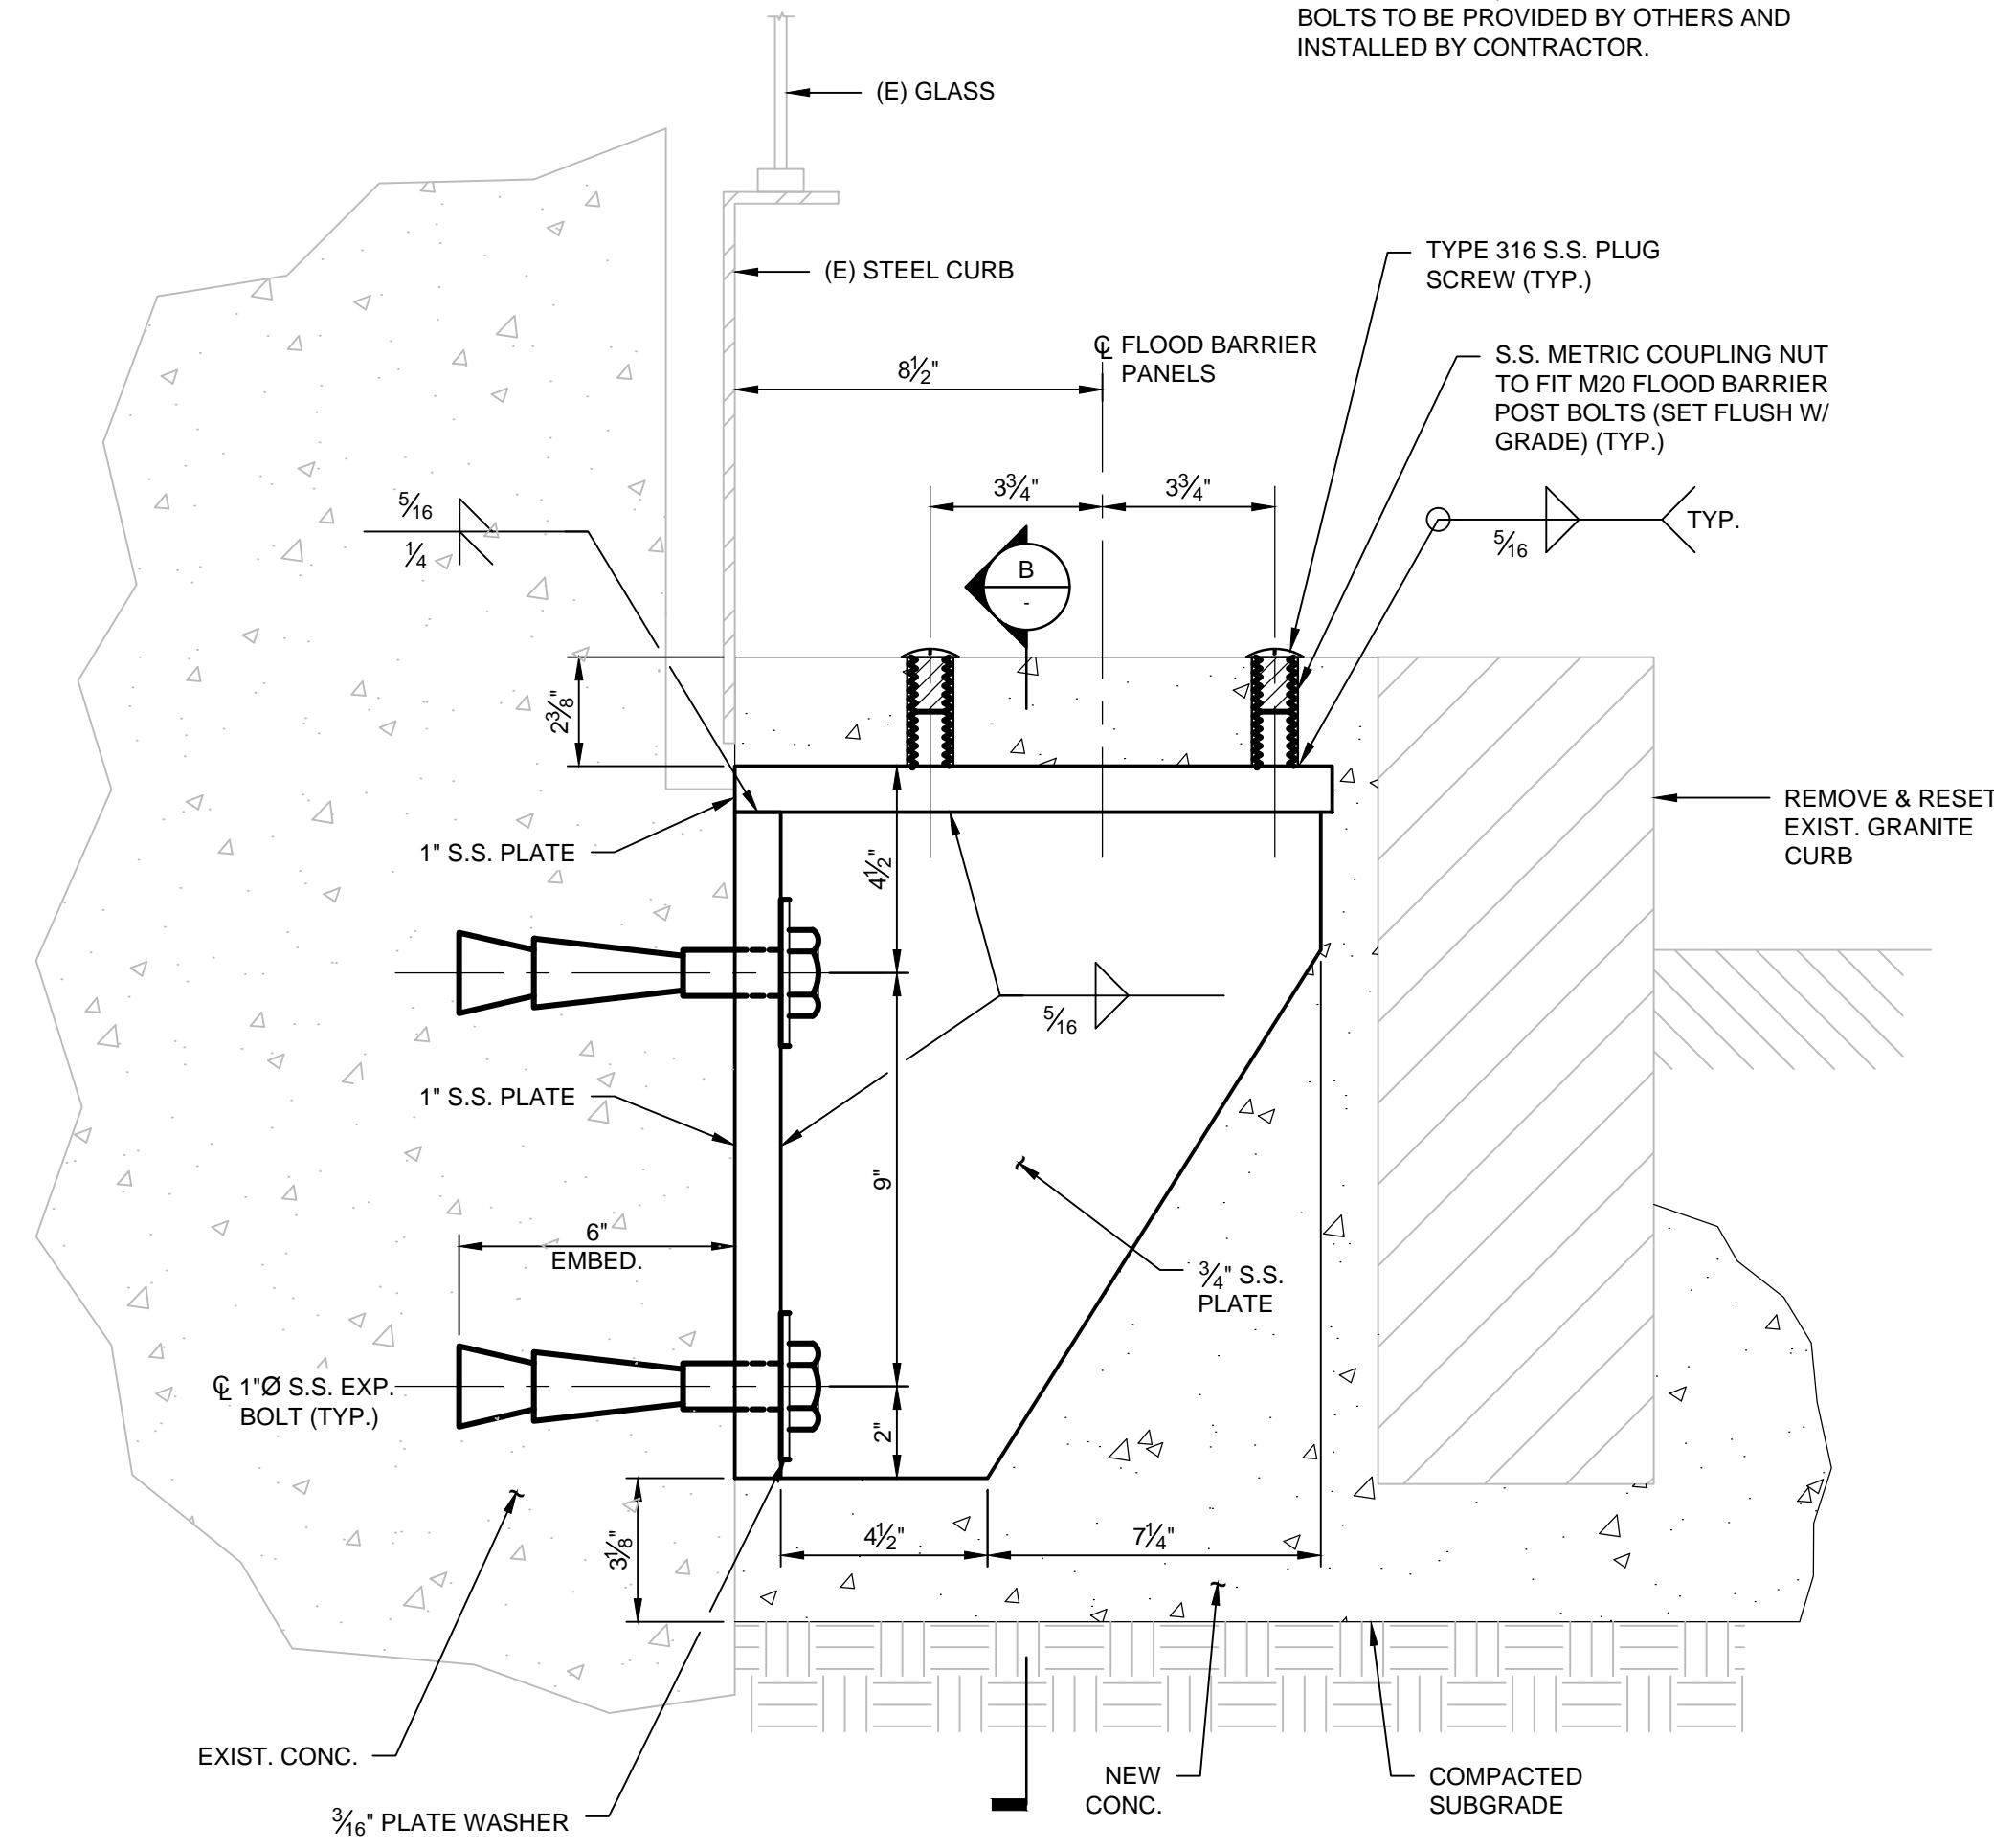 BOLTS TO BE PROVIDED BY OTHERS AND
INSTALLED BY CONTRACTOR.
(E) GLASS
(E) STEEL CURB
TYPE 316 S.S. PLUG
SCREW (TYP.)
℄ FLOOD BARRIER
PANELS
8½"
S.S. METRIC COUPLING NUT
TO FIT M20 FLOOD BARRIER
POST BOLTS (SET FLUSH W/
GRADE) (TYP.)
3¾"
3¾"
5/16
1/4
5/16
TYP.
B
-
2⅜"
1" S.S. PLATE
4½"
REMOVE & RESET
EXIST. GRANITE
CURB
5/16
1" S.S. PLATE
9"
6"
EMBED.
¾" S.S.
PLATE
℄ 1"Ø S.S. EXP.
BOLT (TYP.)
2"
3⅛"
4½"
7¼"
EXIST. CONC.
3/16" PLATE WASHER
NEW
CONC.
COMPACTED
SUBGRADE